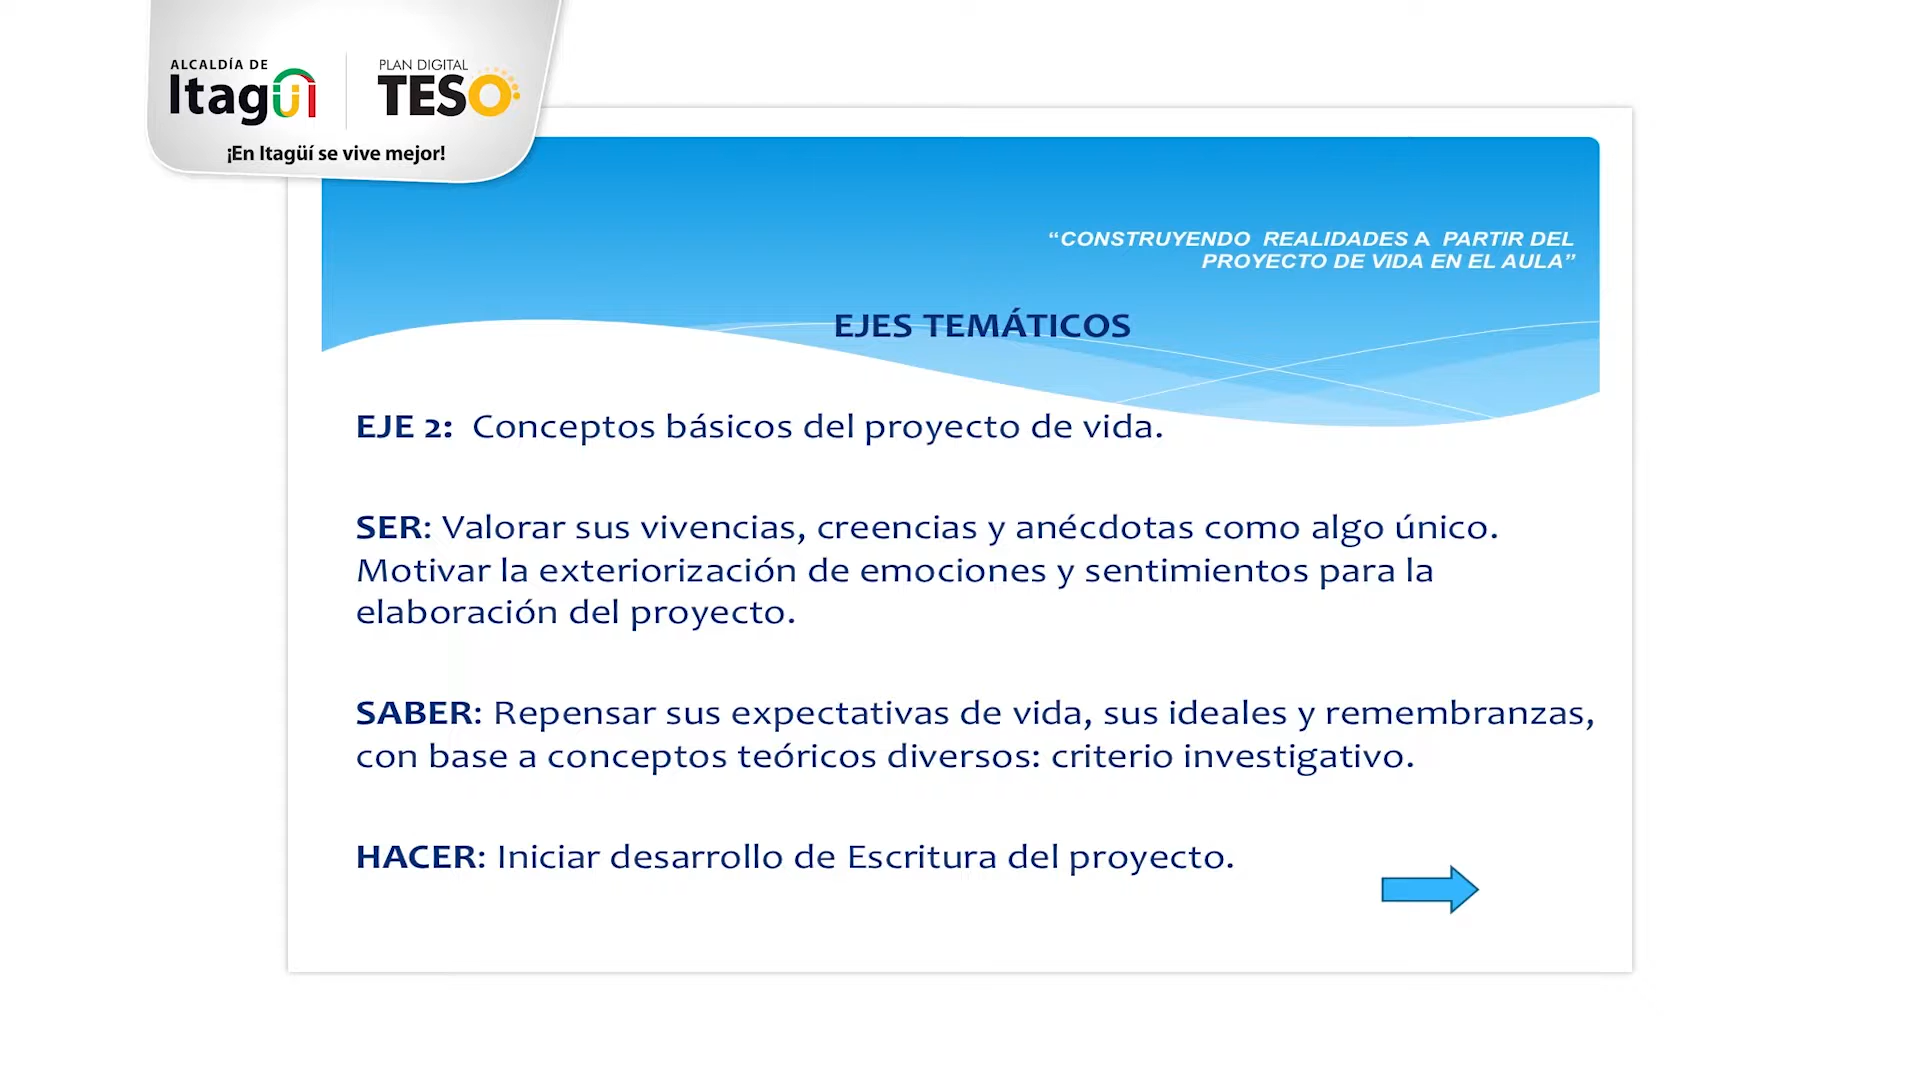 ALCALDÍA DE
Itagüí
PLAN DIGITAL
TESO
¡En Itagüí se vive mejor!
“CONSTRUYENDO REALIDADES A PARTIR DEL
PROYECTO DE VIDA EN EL AULA”
EJES TEMÁTICOS
EJE 2: Conceptos básicos del proyecto de vida.
SER: Valorar sus vivencias, creencias y anécdotas como algo único.
Motivar la exteriorización de emociones y sentimientos para la
elaboración del proyecto.
SABER: Repensar sus expectativas de vida, sus ideales y remembranzas,
con base a conceptos teóricos diversos: criterio investigativo.
HACER: Iniciar desarrollo de Escritura del proyecto.